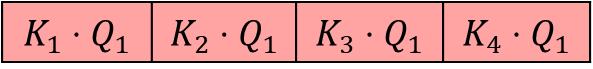 K₁ · Q₁ K₂ · Q₁ K₃ · Q₁ K₄ · Q₁